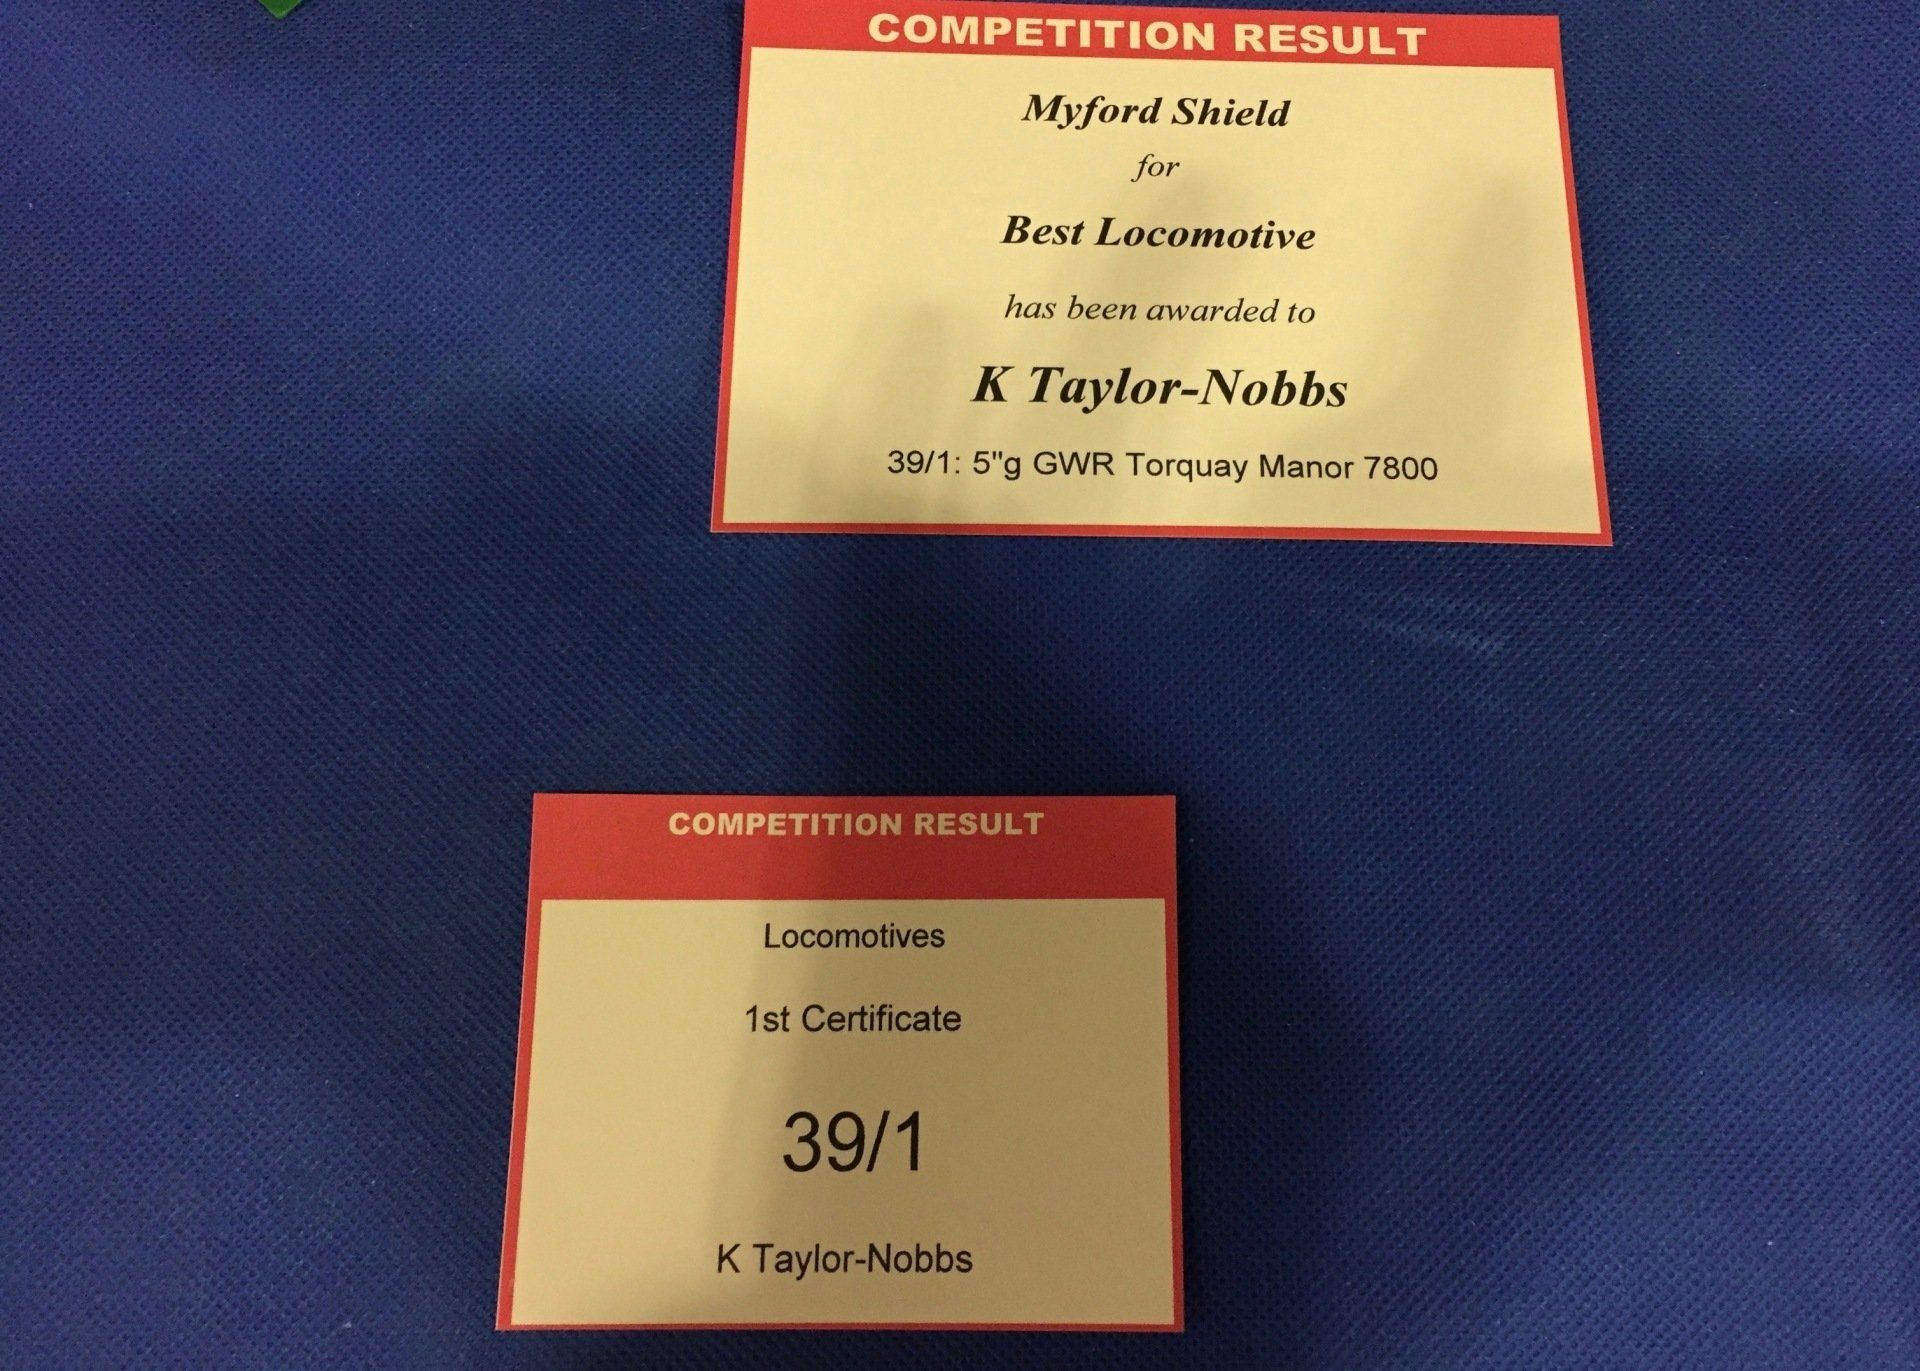 COMPETITION RESULT
Myford Shield
for
Best Locomotive
has been awarded to
K Taylor-Nobbs
39/1: 5"g GWR Torquay Manor 7800
COMPETITION RESULT
Locomotives
1st Certificate
39/1
K Taylor-Nobbs